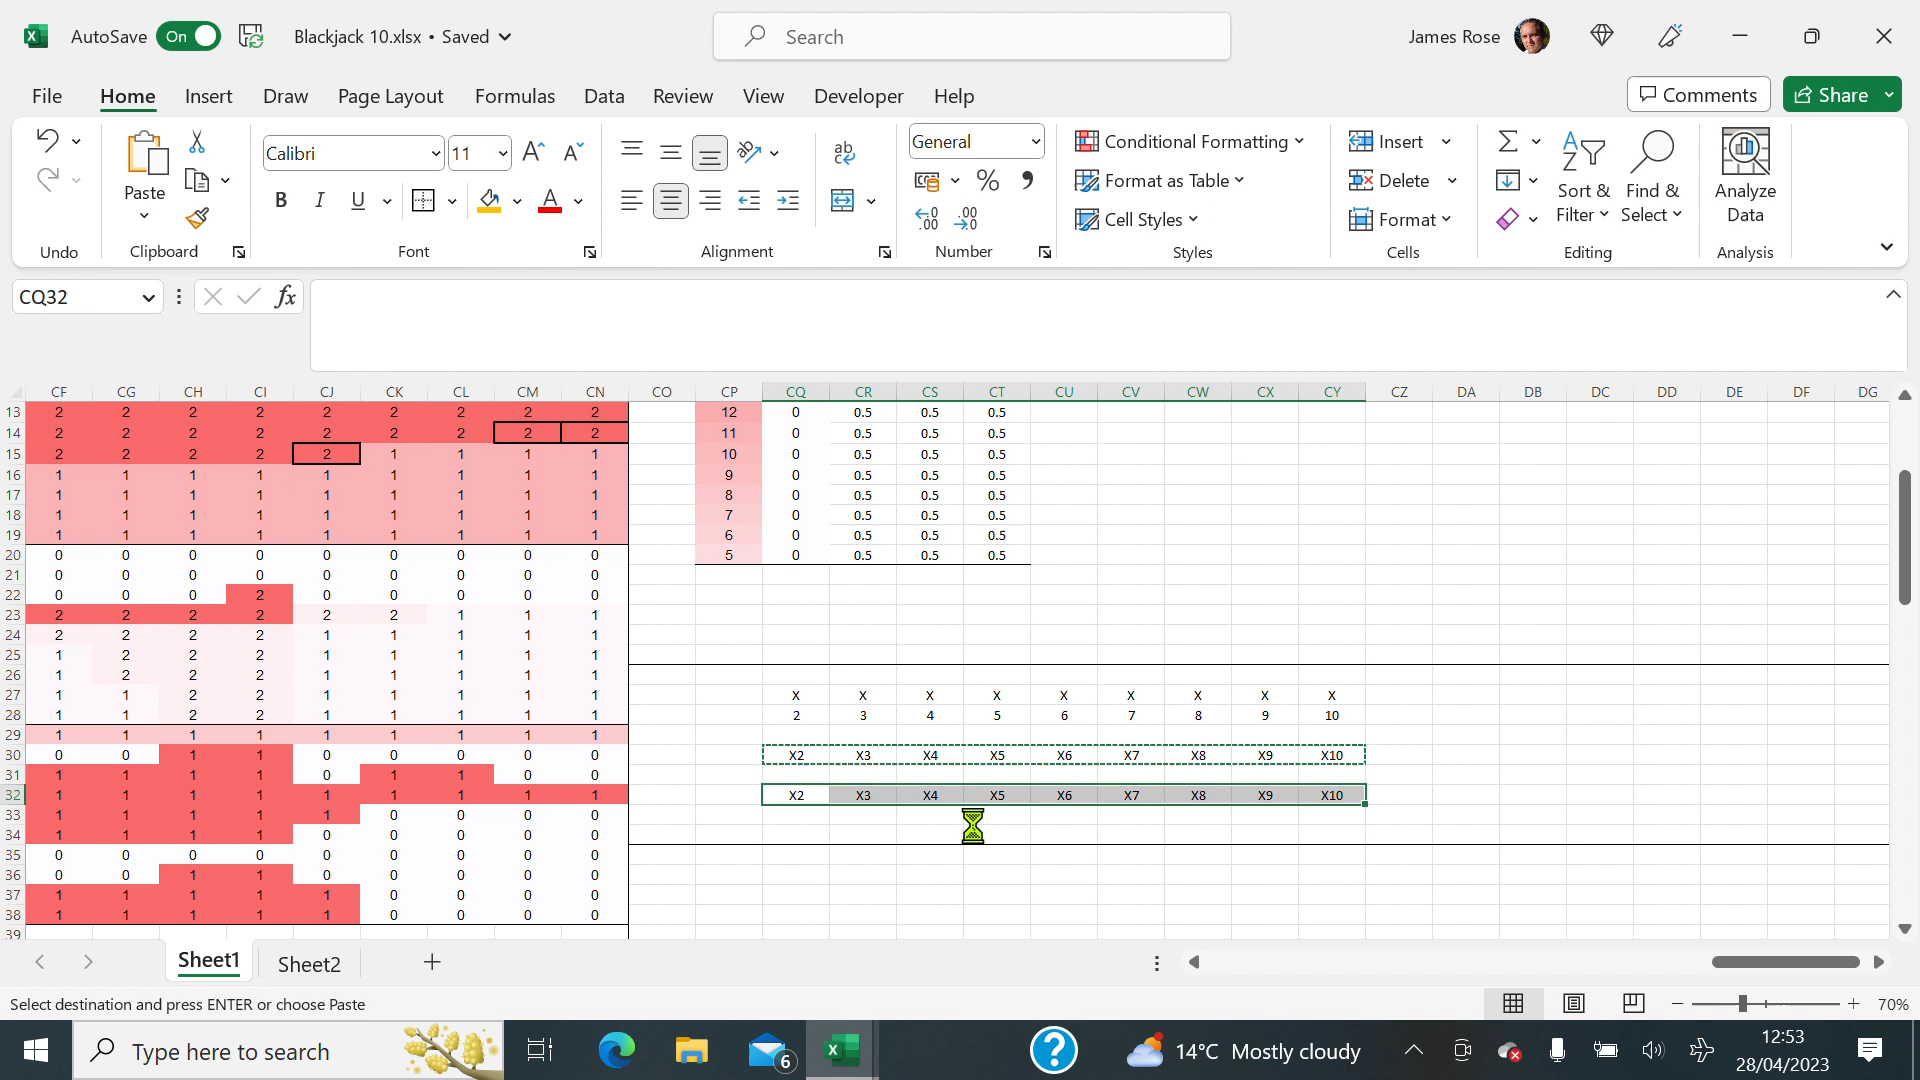 AutoSave On Blackjack 10.xlsx • Saved Search James Rose
File Home Insert Draw Page Layout Formulas Data Review View Developer Help Comments Share
Calibri 11 General Conditional Formatting Insert
Paste Format as Table Delete Sort & Filter Find & Select Analyze Data
B I U Cell Styles Format
Undo Clipboard Font Alignment Number Styles Cells Editing Analysis
CQ32 fx
CF CG CH CI CJ CK CL CM CN CO CP CQ CR CS CT CU CV CW CX CY CZ DA DB DC DD DE DF DG
13 2 2 2 2 2 2 2 2 2 12 0 0.5 0.5 0.5
14 2 2 2 2 2 2 2 2 2 11 0 0.5 0.5 0.5
15 2 2 2 2 2 1 1 1 1 10 0 0.5 0.5 0.5
16 1 1 1 1 1 1 1 1 1 9 0 0.5 0.5 0.5
17 1 1 1 1 1 1 1 1 1 8 0 0.5 0.5 0.5
18 1 1 1 1 1 1 1 1 1 7 0 0.5 0.5 0.5
19 1 1 1 1 1 1 1 1 1 6 0 0.5 0.5 0.5
20 0 0 0 0 0 0 0 0 0 5 0 0.5 0.5 0.5
21 0 0 0 0 0 0 0 0 0
22 0 0 0 2 0 0 0 0 0
23 2 2 2 2 2 2 1 1 1
24 2 2 2 2 1 1 1 1 1
25 1 2 2 2 1 1 1 1 1
26 1 2 2 2 1 1 1 1 1
27 1 1 2 2 1 1 1 1 1 X X X X X X X X X
28 1 1 2 2 1 1 1 1 1 2 3 4 5 6 7 8 9 10
29 1 1 1 1 1 1 1 1 1
30 0 0 1 1 0 0 0 0 0 X2 X3 X4 X5 X6 X7 X8 X9 X10
31 1 1 1 1 0 1 1 0 0
32 1 1 1 1 1 1 1 1 1 X2 X3 X4 X5 X6 X7 X8 X9 X10
33 1 1 1 1 1 0 0 0 0
34 1 1 1 1 0 0 0 0 0
35 0 0 0 0 0 0 0 0 0
36 0 0 1 1 0 0 0 0 0
37 1 1 1 1 1 0 0 0 0
38 1 1 1 1 1 0 0 0 0
39
Sheet1 Sheet2
Select destination and press ENTER or choose Paste 70%
Type here to search 6 14°C Mostly cloudy 12:53
28/04/2023